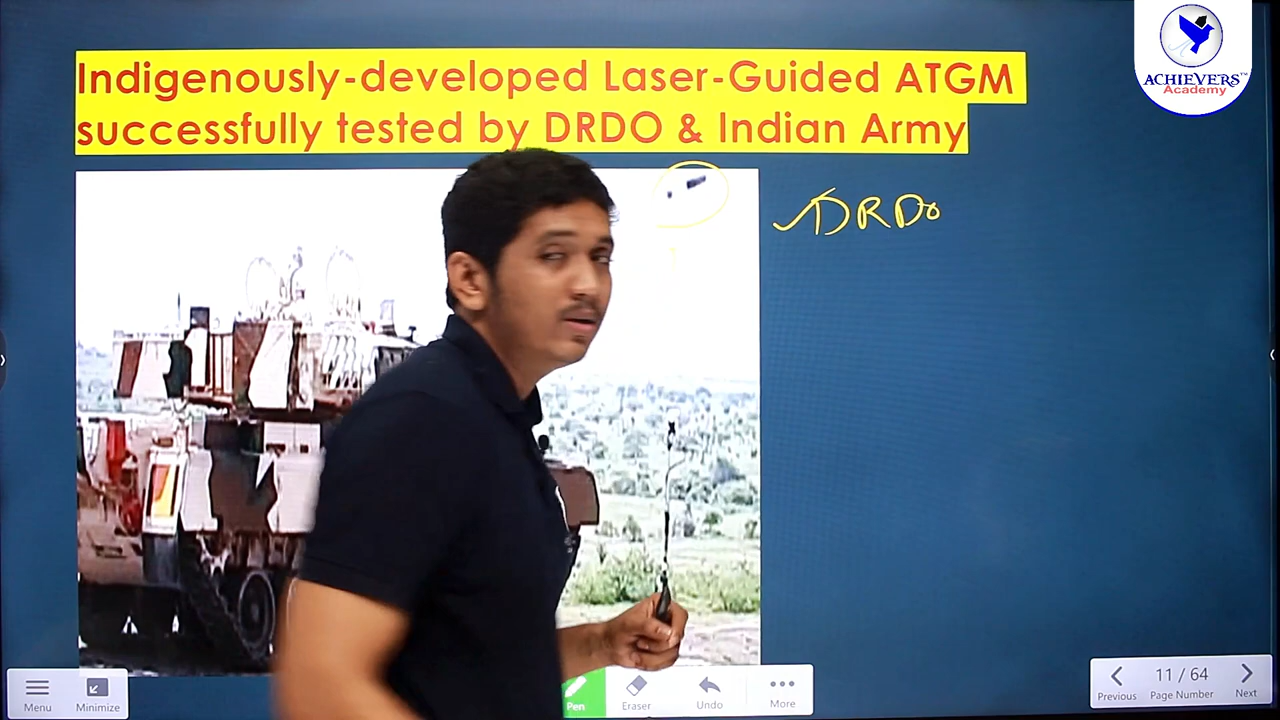 Indigenously-developed Laser-Guided ATGM
successfully tested by DRDO & Indian Army
ACHIEVERS™
Academy
DRDO
Menu
Minimize
Pen
Eraser
Undo
More
Previous
11 / 64
Page Number
Next